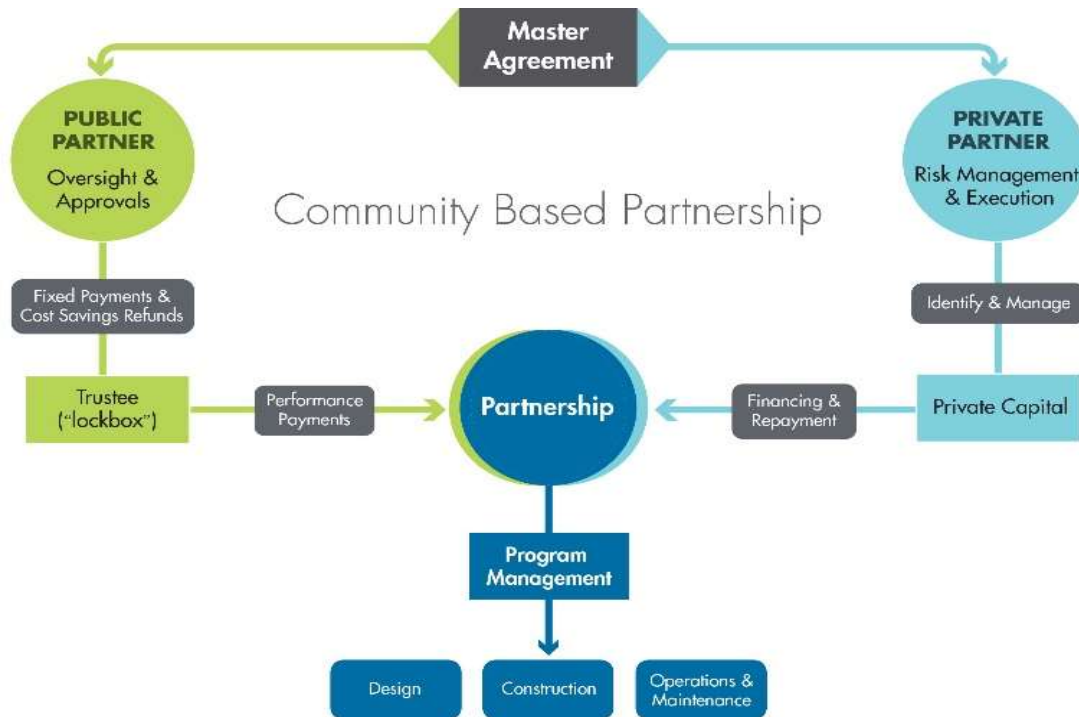 Master
Agreement
PUBLIC
PARTNER
Oversight &
Approvals
PRIVATE
PARTNER
Risk Management
& Execution
Community Based Partnership
Fixed Payments &
Cost Savings Refunds
Identify & Manage
Trustee
("lockbox")
Performance
Payments
Partnership
Financing &
Repayment
Private Capital
Program
Management
Design
Construction
Operations &
Maintenance